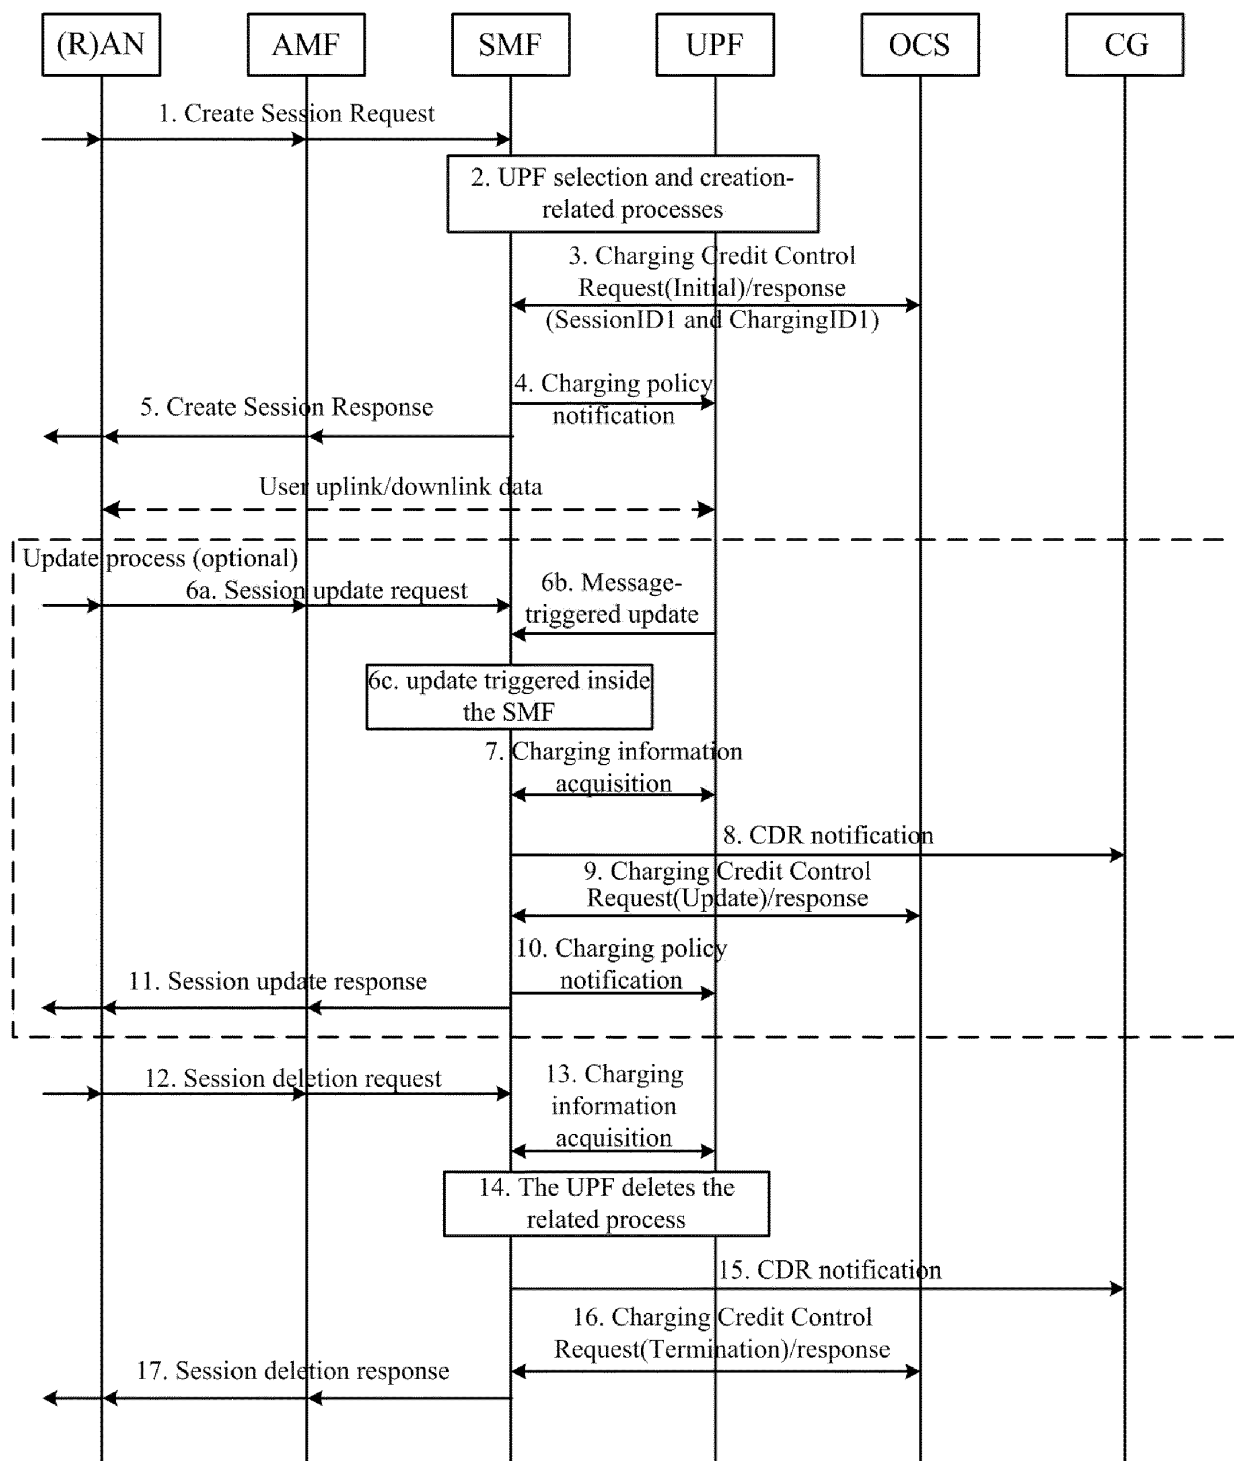 (R)AN
AMF
SMF
UPF
OCS
CG
1. Create Session Request
2. UPF selection and creation-
related processes
3. Charging Credit Control
Request(Initial)/response
(SessionID1 and ChargingID1)
4. Charging policy
notification
5. Create Session Response
User uplink/downlink data
Update process (optional)
6a. Session update request
6b. Message-
triggered update
6c. update triggered inside
the SMF
7. Charging information
acquisition
8. CDR notification
9. Charging Credit Control
Request(Update)/response
10. Charging policy
notification
11. Session update response
12. Session deletion request
13. Charging
information
acquisition
14. The UPF deletes the
related process
15. CDR notification
16. Charging Credit Control
Request(Termination)/response
17. Session deletion response